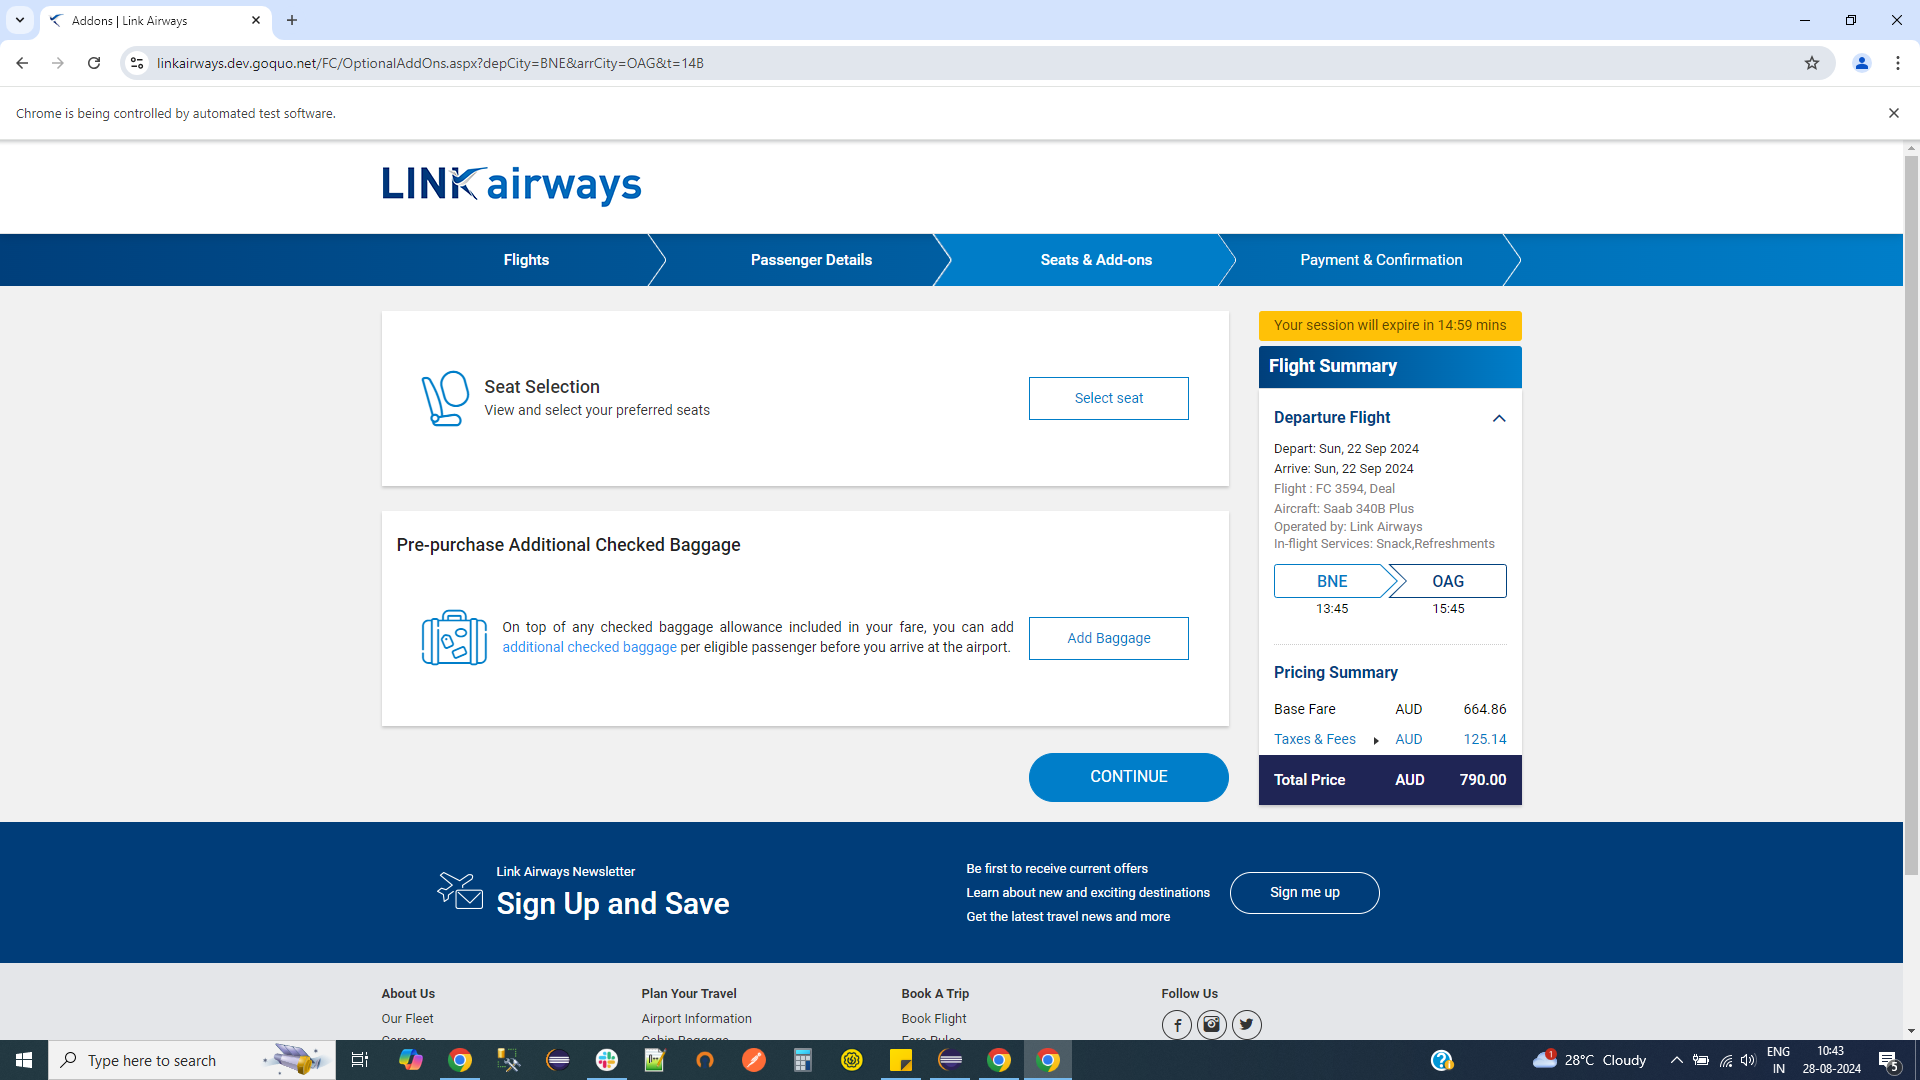 Addons | Link Airways
linkairways.dev.goquo.net/FC/OptionalAddOns.aspx?depCity=BNE&arrCity=OAG&t=14B
Chrome is being controlled by automated test software.
LINK airways
Flights
Passenger Details
Seats & Add-ons
Payment & Confirmation
Seat Selection
View and select your preferred seats
Select seat
Pre-purchase Additional Checked Baggage
On top of any checked baggage allowance included in your fare, you can add
additional checked baggage per eligible passenger before you arrive at the airport.
Add Baggage
CONTINUE
Your session will expire in 14:59 mins
Flight Summary
Departure Flight
Depart: Sun, 22 Sep 2024
Arrive: Sun, 22 Sep 2024
Flight : FC 3594, Deal
Aircraft: Saab 340B Plus
Operated by: Link Airways
In-flight Services: Snack,Refreshments
BNE OAG
13:45 15:45
Pricing Summary
Base Fare AUD 664.86
Taxes & Fees AUD 125.14
Total Price AUD 790.00
Link Airways Newsletter
Sign Up and Save
Be first to receive current offers
Learn about new and exciting destinations
Get the latest travel news and more
Sign me up
About Us
Our Fleet
Careers
Plan Your Travel
Airport Information
Cabin Baggage
Book A Trip
Book Flight
Fare Rules
Follow Us
Type here to search
1
28°C Cloudy
ENG
IN
10:43
28-08-2024
5